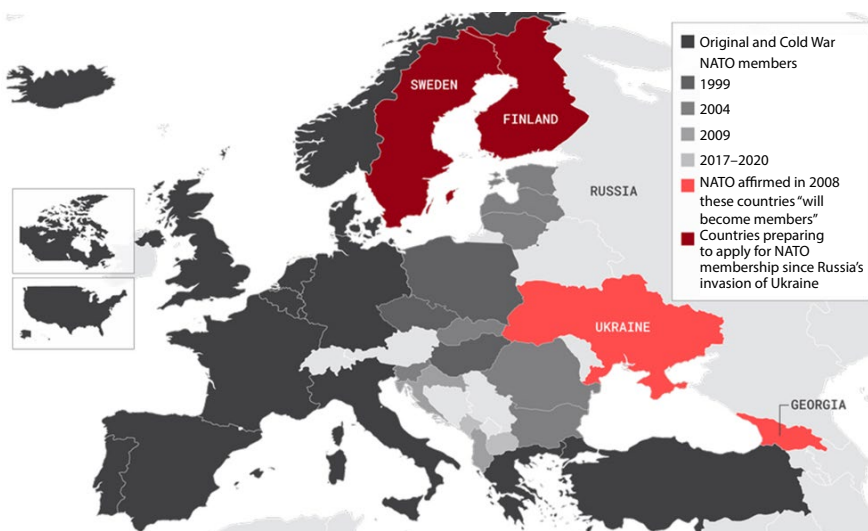 SWEDEN
FINLAND
RUSSIA
UKRAINE
GEORGIA
Original and Cold War
NATO members
1999
2004
2009
2017–2020
NATO affirmed in 2008
these countries “will
become members”
Countries preparing
to apply for NATO
membership since Russia’s
invasion of Ukraine